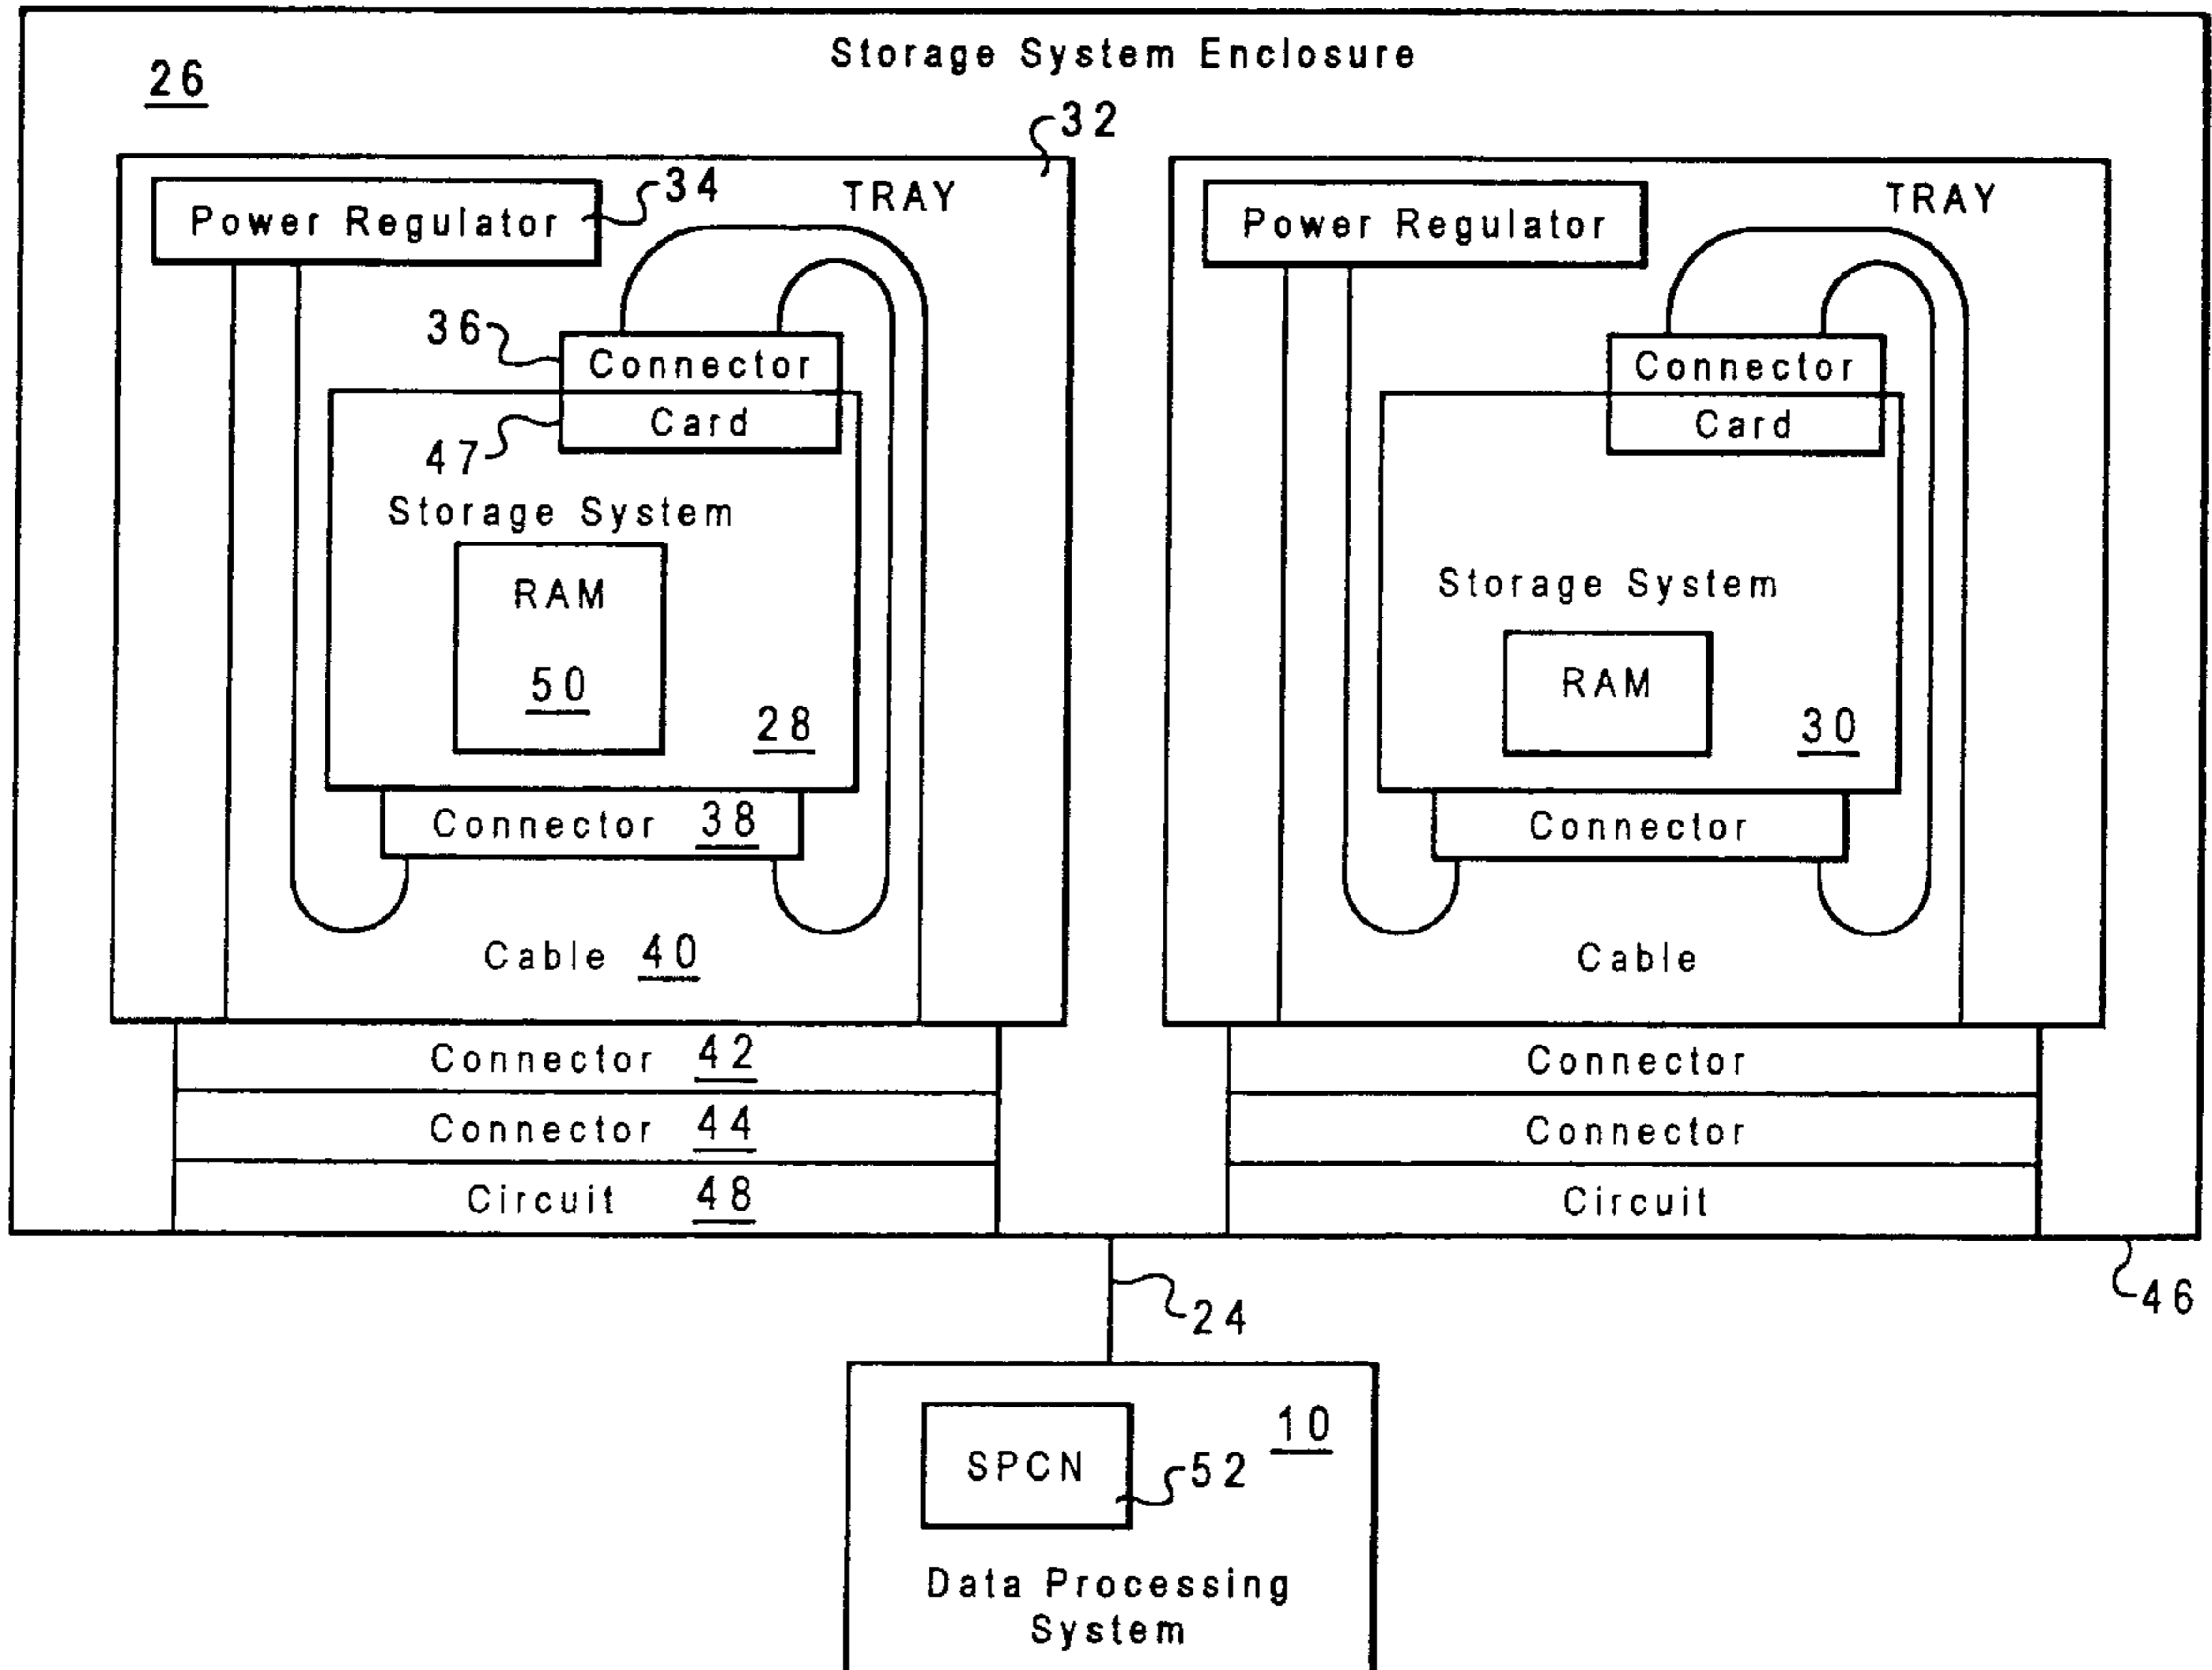 Storage System Enclosure
26
32
34
TRAY
Power Regulator
36
Connector
47
Card
Storage System
RAM
50
28
Connector 38
Cable 40
Connector 42
Connector 44
Circuit 48
TRAY
Power Regulator
Connector
Card
Storage System
RAM
30
Connector
Cable
Connector
Connector
Circuit
46
24
10
SPCN
52
Data Processing
System